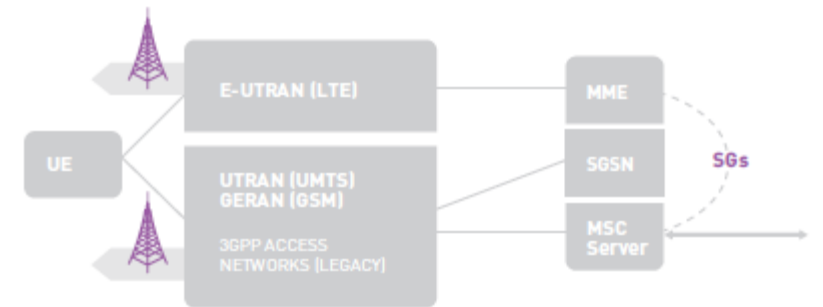 E-UTRAN (LTE)
MME
UE
SGs
SGSN
UTRAN (UMTS)
GERAN (GSM)
MSC
Server
3GPP ACCESS
NETWORKS (LEGACY)